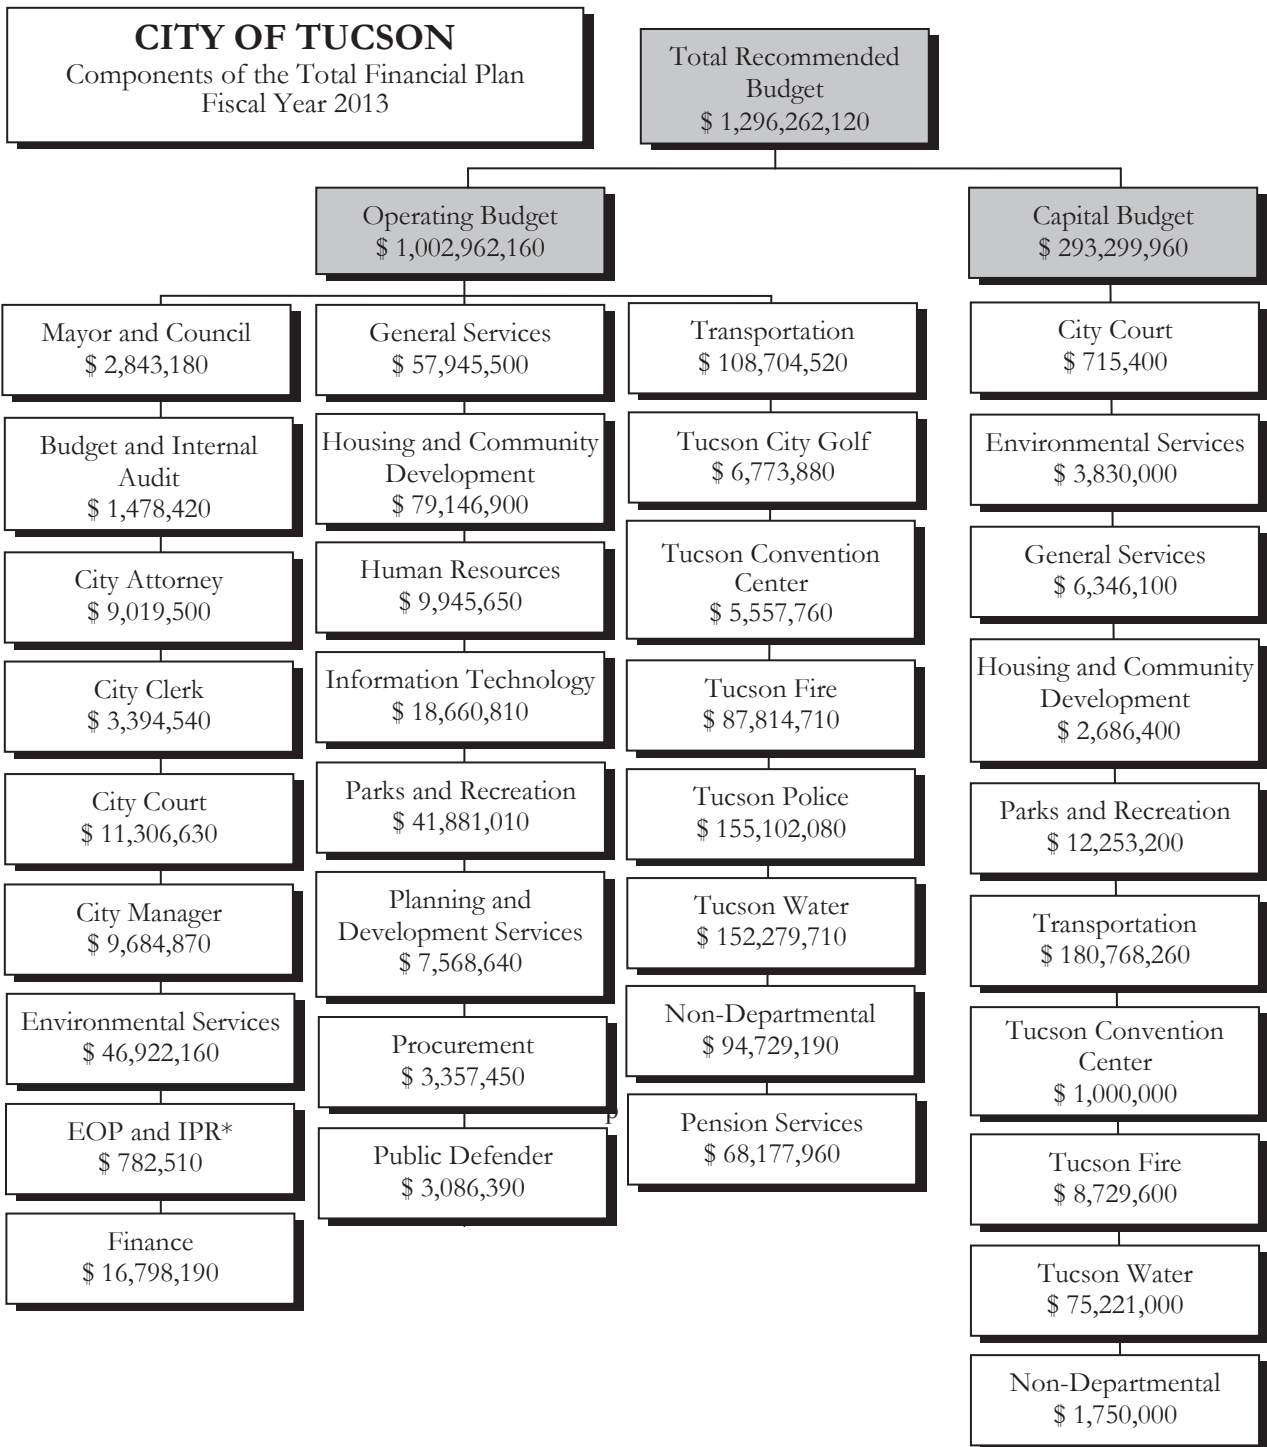 CITY OF TUCSON
Components of the Total Financial Plan
Fiscal Year 2013
Total Recommended
Budget
$ 1,296,262,120
Operating Budget
$ 1,002,962,160
Capital Budget
$ 293,299,960
Mayor and Council
$ 2,843,180
Budget and Internal
Audit
$ 1,478,420
City Attorney
$ 9,019,500
City Clerk
$ 3,394,540
City Court
$ 11,306,630
City Manager
$ 9,684,870
Environmental Services
$ 46,922,160
EOP and IPR*
$ 782,510
Finance
$ 16,798,190
General Services
$ 57,945,500
Housing and Community
Development
$ 79,146,900
Human Resources
$ 9,945,650
Information Technology
$ 18,660,810
Parks and Recreation
$ 41,881,010
Planning and
Development Services
$ 7,568,640
Procurement
$ 3,357,450
p
Public Defender
$ 3,086,390
Transportation
$ 108,704,520
Tucson City Golf
$ 6,773,880
Tucson Convention
Center
$ 5,557,760
Tucson Fire
$ 87,814,710
Tucson Police
$ 155,102,080
Tucson Water
$ 152,279,710
Non-Departmental
$ 94,729,190
Pension Services
$ 68,177,960
City Court
$ 715,400
Environmental Services
$ 3,830,000
General Services
$ 6,346,100
Housing and Community
Development
$ 2,686,400
Parks and Recreation
$ 12,253,200
Transportation
$ 180,768,260
Tucson Convention
Center
$ 1,000,000
Tucson Fire
$ 8,729,600
Tucson Water
$ 75,221,000
Non-Departmental
$ 1,750,000